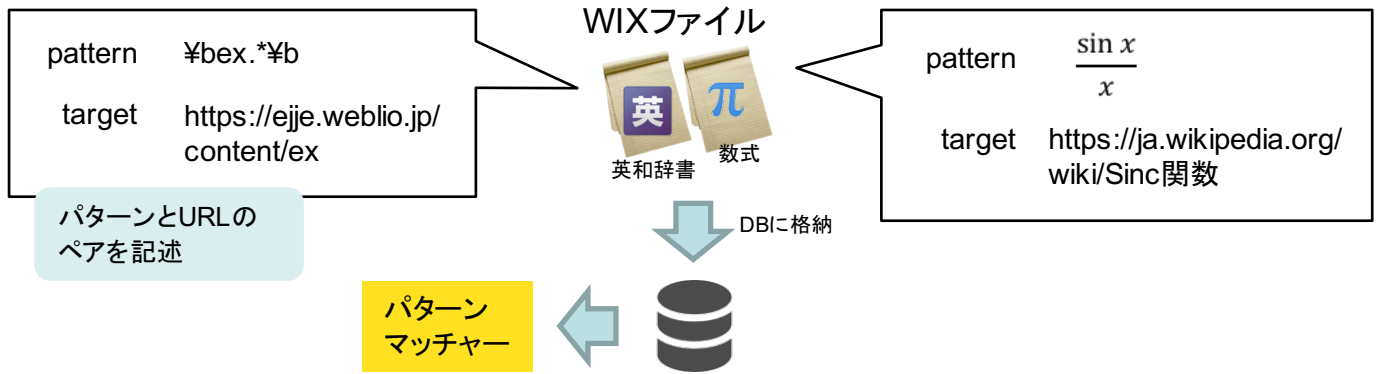 WIXファイル
pattern ¥bex.*¥b
target https://ejje.weblio.jp/
content/ex
パターンとURLの
ペアを記述
英
π
英和辞書
数式
pattern sin x
x
target https://ja.wikipedia.org/
wiki/Sinc関数
DBに格納
パターン
マッチャー